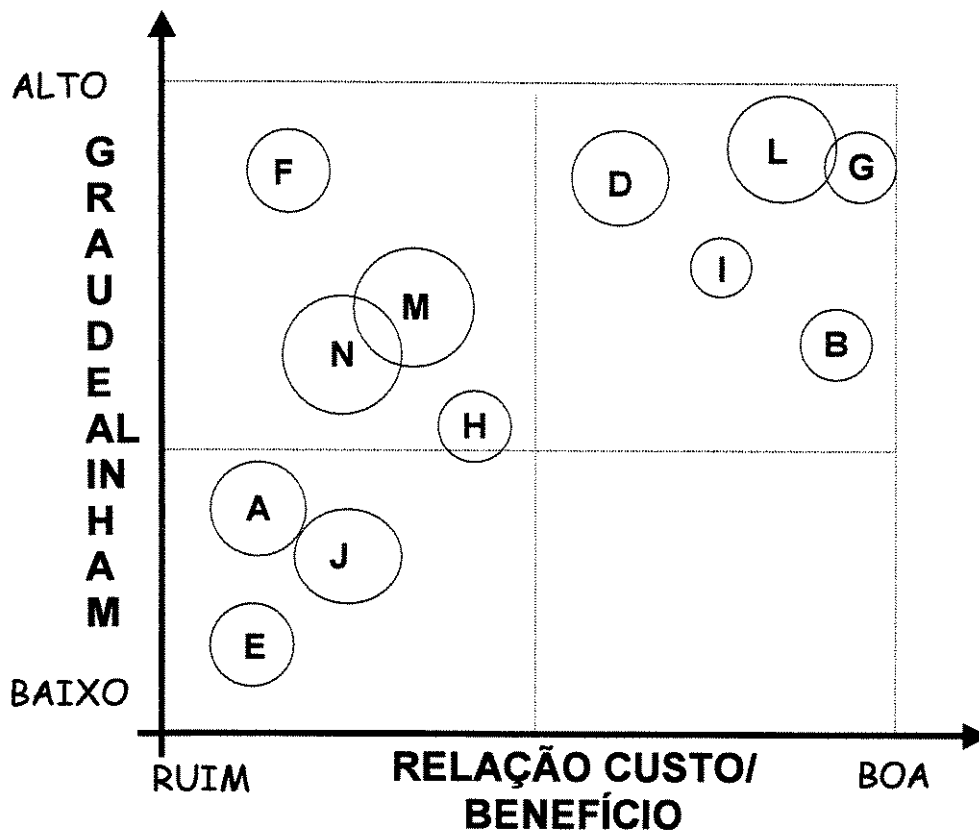 ALTO
G
R
A
U
D
E
AL
IN
H
A
M
F
D
L
G
I
M
N
B
H
A
J
E
BAIXO
RUIM
RELAÇÃO CUSTO/
BENEFÍCIO
BOA